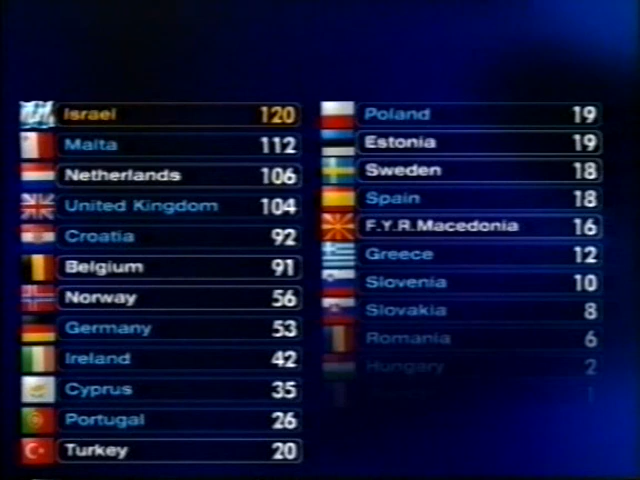 Israel 120
Malta 112
Netherlands 106
United Kingdom 104
Croatia 92
Belgium 91
Norway 56
Germany 53
Ireland 42
Cyprus 35
Portugal 26
Turkey 20
Poland 19
Estonia 19
Sweden 18
Spain 18
F.Y.R.Macedonia 16
Greece 12
Slovenia 10
Slovakia 8
Romania 6
Hungary 2
1